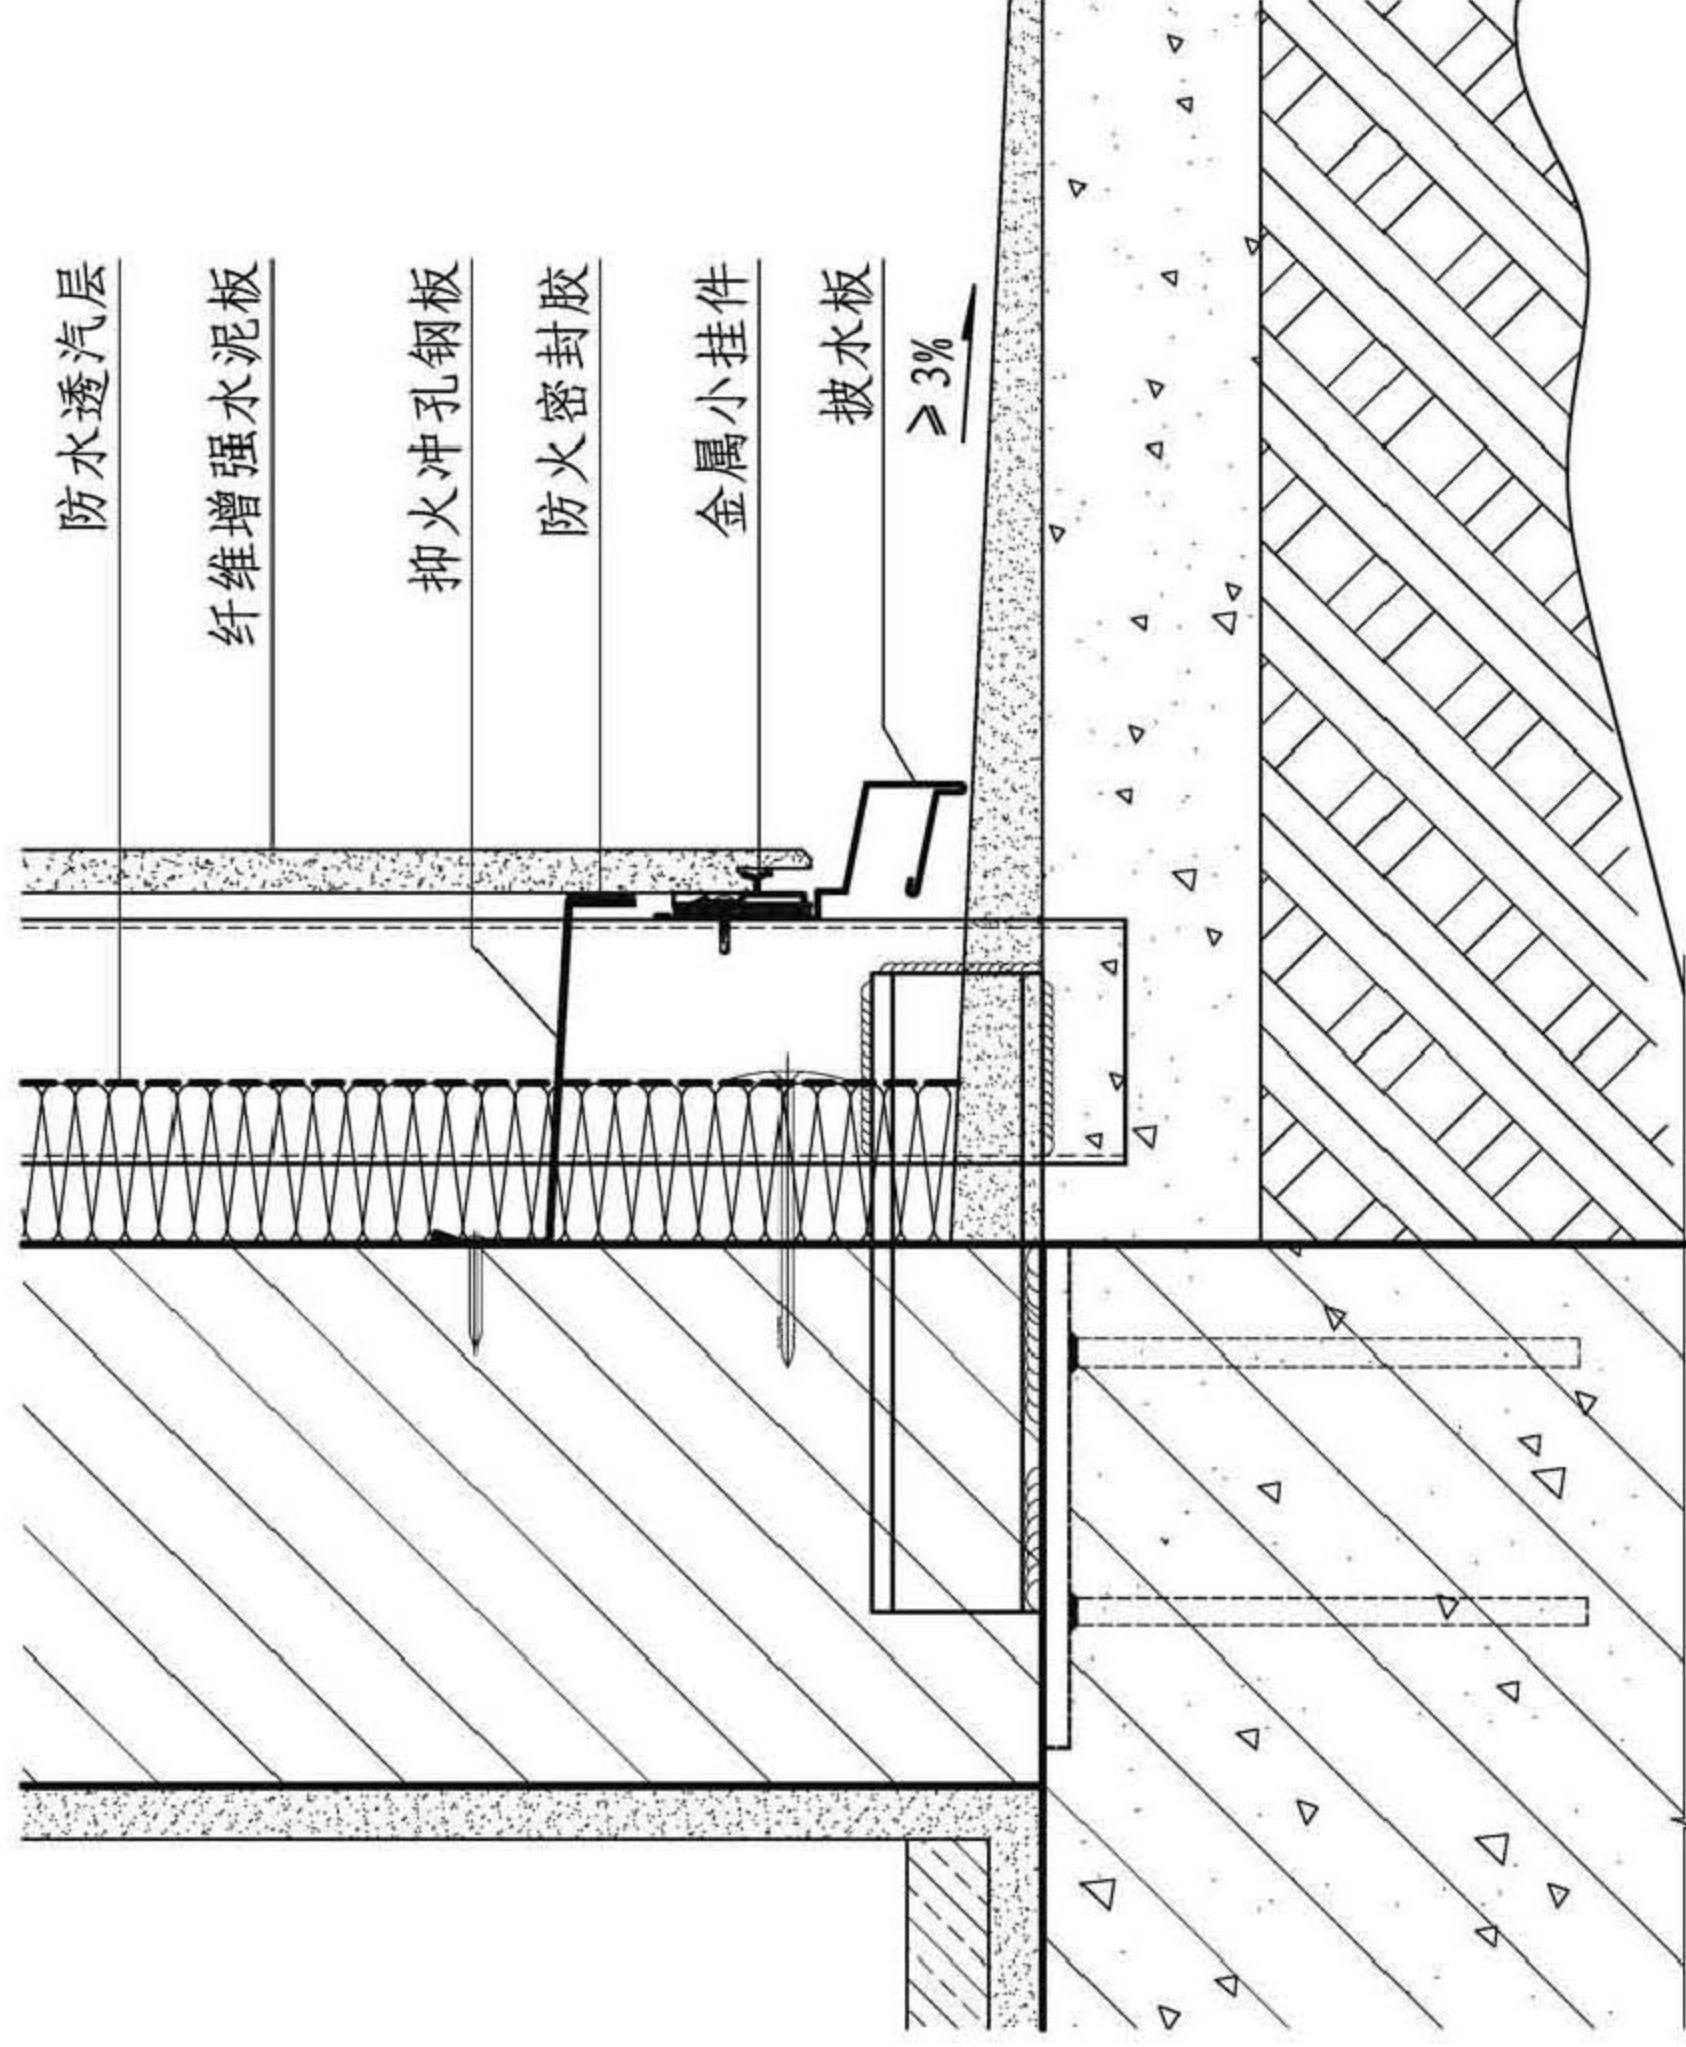 防水透汽层
纤维增强水泥板
抑火冲孔钢板
防火密封胶
金属小挂件
披水板
≥3%